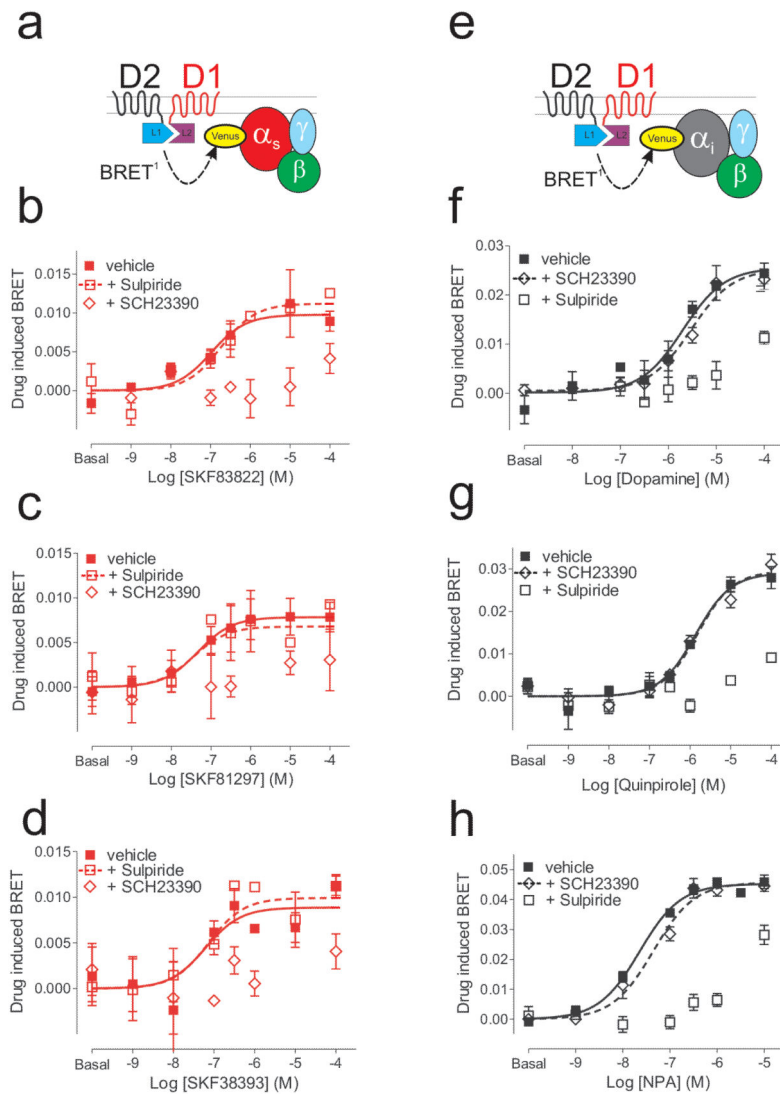 a
D2 D1
L1 L2 Venus αs γ
β
BRET1
b
vehicle
+ Sulpiride
+ SCH23390
Drug induced BRET
0.015
0.010
0.005
0.000
Basal -9 -8 -7 -6 -5 -4
Log [SKF83822] (M)
c
vehicle
+ Sulpiride
+ SCH23390
Drug induced BRET
0.015
0.010
0.005
0.000
Basal -9 -8 -7 -6 -5 -4
Log [SKF81297] (M)
d
vehicle
+ Sulpiride
+ SCH23390
Drug induced BRET
0.015
0.010
0.005
0.000
Basal -9 -8 -7 -6 -5 -4
Log [SKF38393] (M)
e
D2 D1
L1 L2 Venus αi γ
β
BRET1
f
vehicle
+ SCH23390
+ Sulpiride
Drug induced BRET
0.03
0.02
0.01
0.00
Basal -8 -7 -6 -5 -4
Log [Dopamine] (M)
g
vehicle
+ SCH23390
+ Sulpiride
Drug induced BRET
0.03
0.02
0.01
0.00
Basal -9 -8 -7 -6 -5 -4
Log [Quinpirole] (M)
h
vehicle
+ SCH23390
+ Sulpiride
Drug induced BRET
0.05
0.04
0.03
0.02
0.01
0.00
Basal -9 -8 -7 -6 -5
Log [NPA] (M)